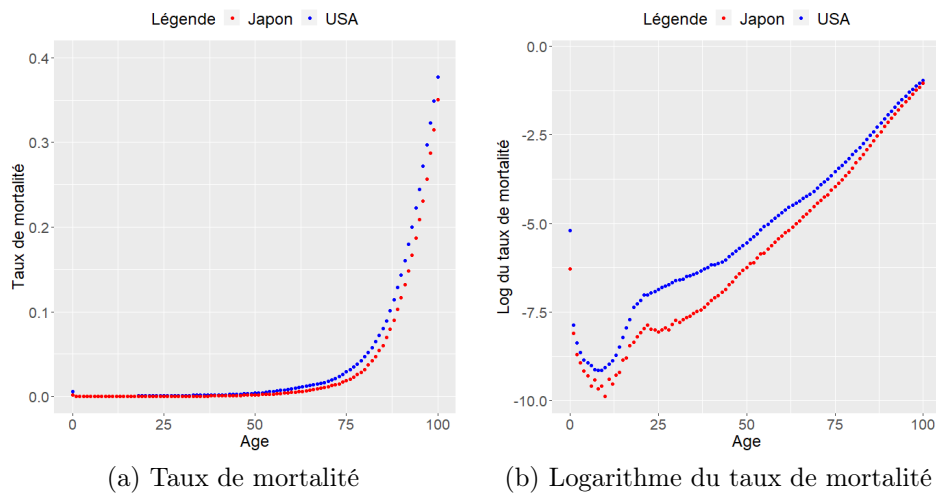 Légende Japon USA
Taux de mortalité
0.4
0.3
0.2
0.1
0.0
0 25 50 75 100
Age
(a) Taux de mortalité
Légende Japon USA
Log du taux de mortalité
0.0
-2.5
-5.0
-7.5
-10.0
0 25 50 75 100
Age
(b) Logarithme du taux de mortalité